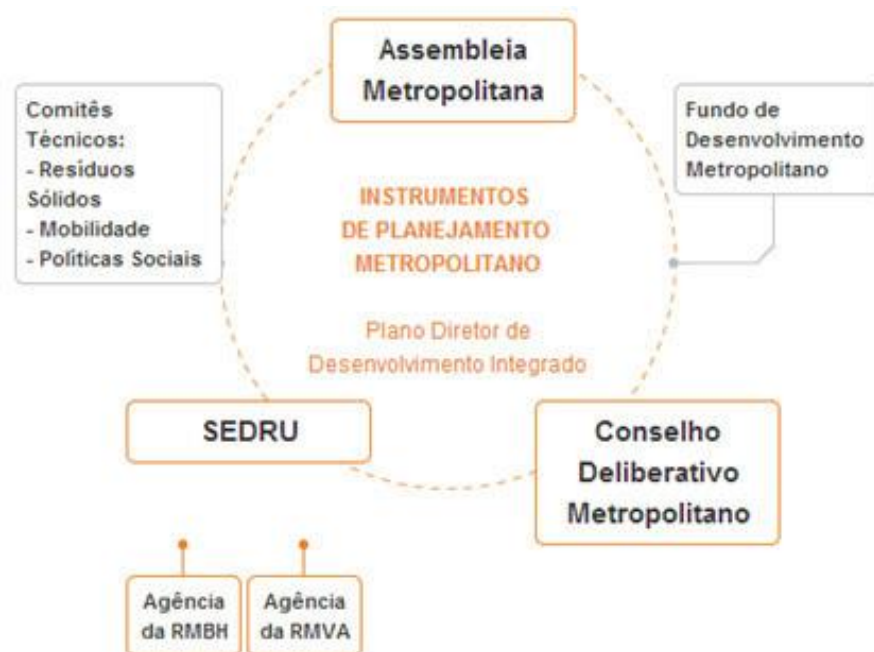 Assembleia
Metropolitana
Comitês
Técnicos:
- Resíduos
Sólidos
- Mobilidade
- Políticas Sociais
Fundo de
Desenvolvimento
Metropolitano
INSTRUMENTOS
DE PLANEJAMENTO
METROPOLITANO
Plano Diretor de
Desenvolvimento Integrado
SEDRU
Conselho
Deliberativo
Metropolitano
Agência
da RMBH
Agência
da RMVA